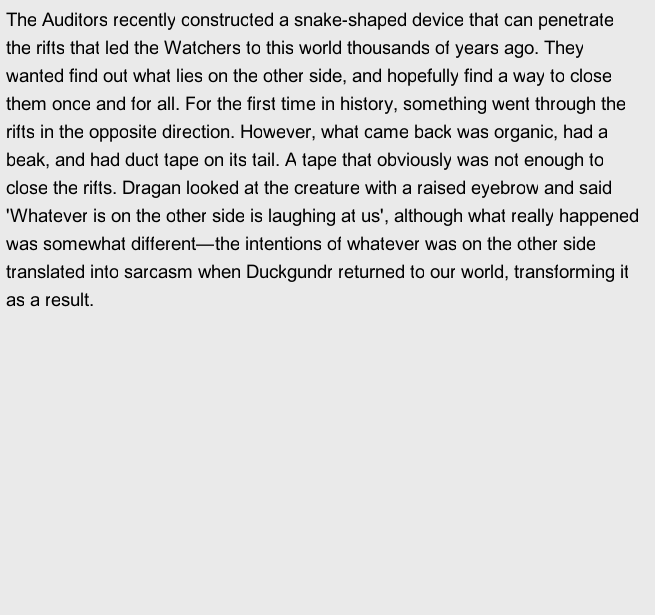 The Auditors recently constructed a snake-shaped device that can penetrate
the rifts that led the Watchers to this world thousands of years ago. They
wanted find out what lies on the other side, and hopefully find a way to close
them once and for all. For the first time in history, something went through the
rifts in the opposite direction. However, what came back was organic, had a
beak, and had duct tape on its tail. A tape that obviously was not enough to
close the rifts. Dragan looked at the creature with a raised eyebrow and said
'Whatever is on the other side is laughing at us', although what really happened
was somewhat different—the intentions of whatever was on the other side
translated into sarcasm when Duckgundr returned to our world, transforming it
as a result.